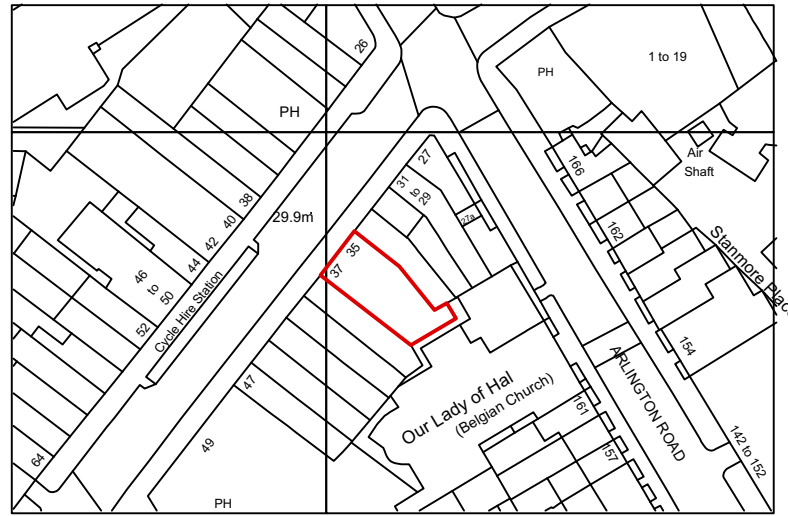 26
PH
PH
1 to 19
Air
Shaft
27
31
to
29
27a
166
162
Stanmore Place
38
40
42
44
46
to
50
52
29.9m
35
37
Cycle Hire Station
154
ARLINGTON ROAD
47
Our Lady of Hal
(Belgian Church)
161
157
142 to 152
49
64
PH